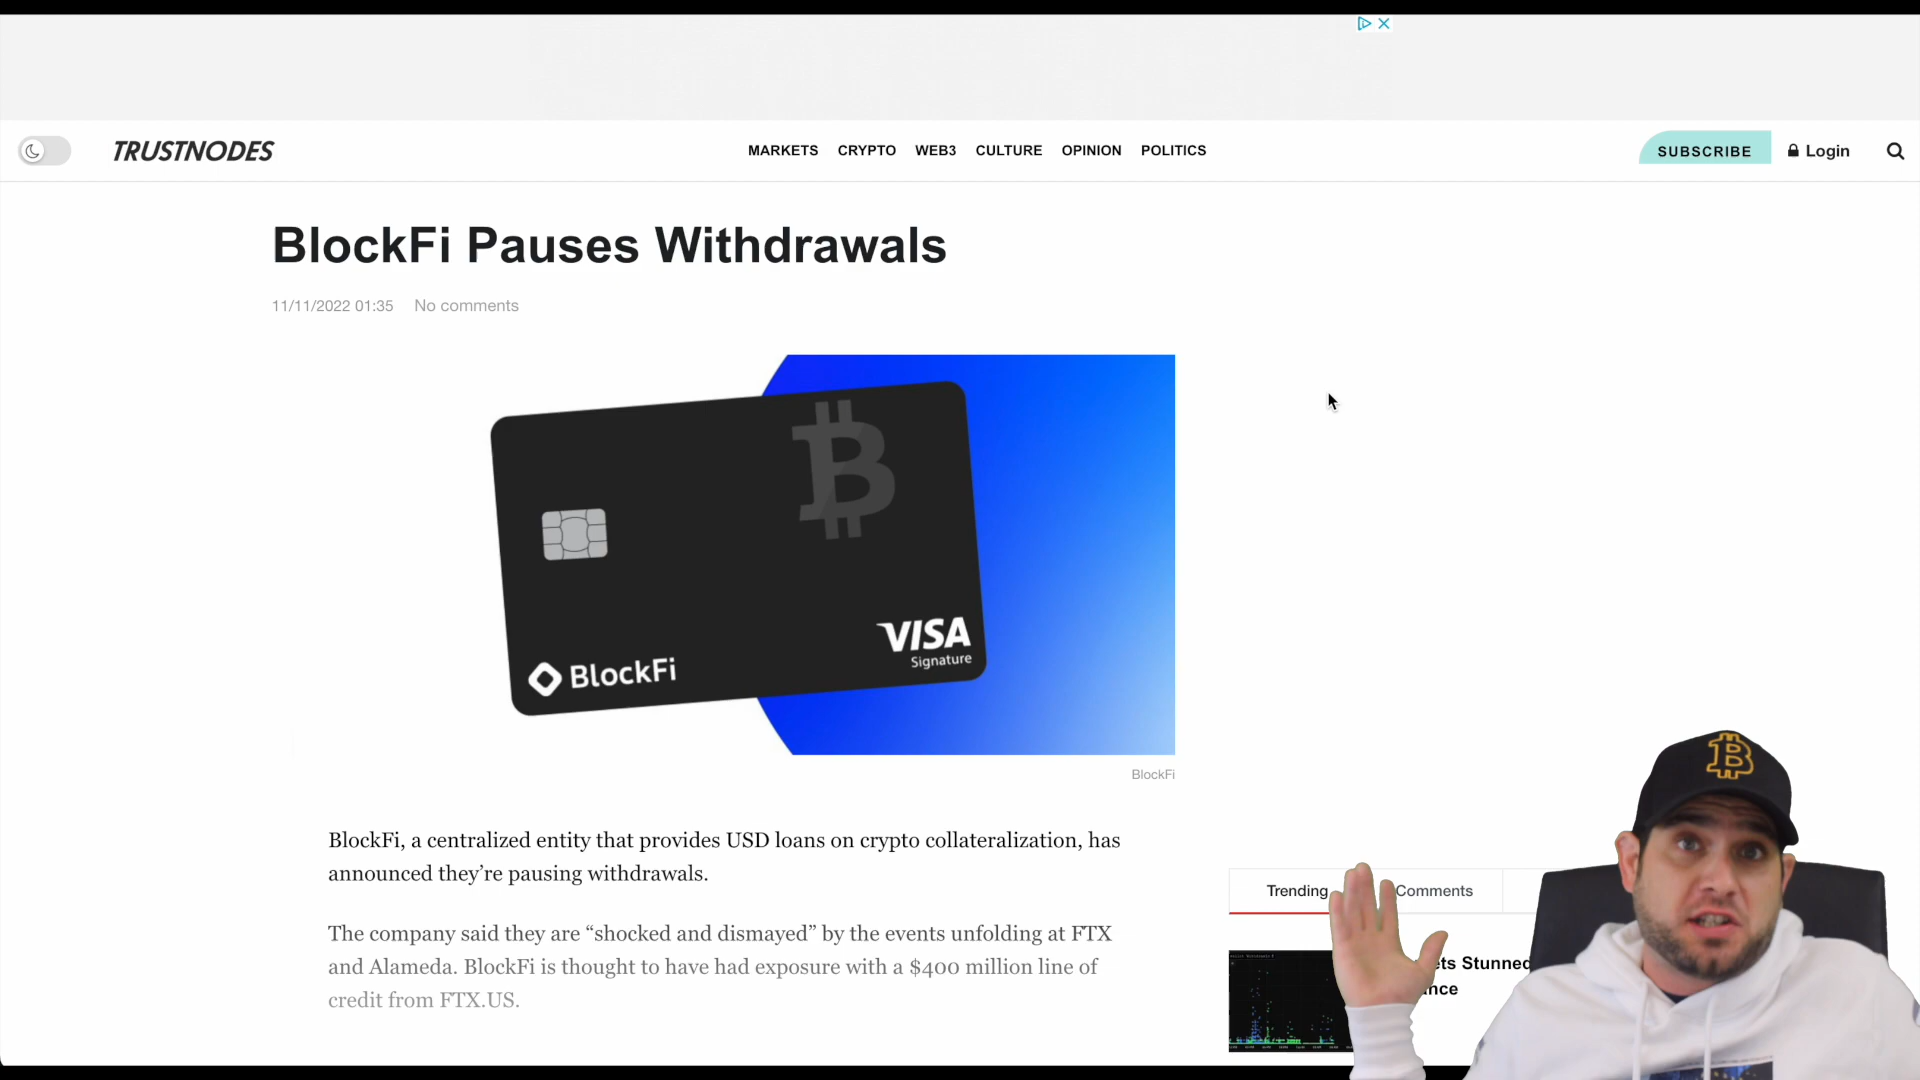 TRUSTNODES
MARKETS CRYPTO WEB3 CULTURE OPINION POLITICS
SUBSCRIBE Login
BlockFi Pauses Withdrawals
11/11/2022 01:35 No comments
VISA
Signature
BlockFi
BlockFi
BlockFi, a centralized entity that provides USD loans on crypto collateralization, has
announced they’re pausing withdrawals.
The company said they are “shocked and dismayed” by the events unfolding at FTX
and Alameda. BlockFi is thought to have had exposure with a $400 million line of
credit from FTX.US.
Trending Comments
Stunned